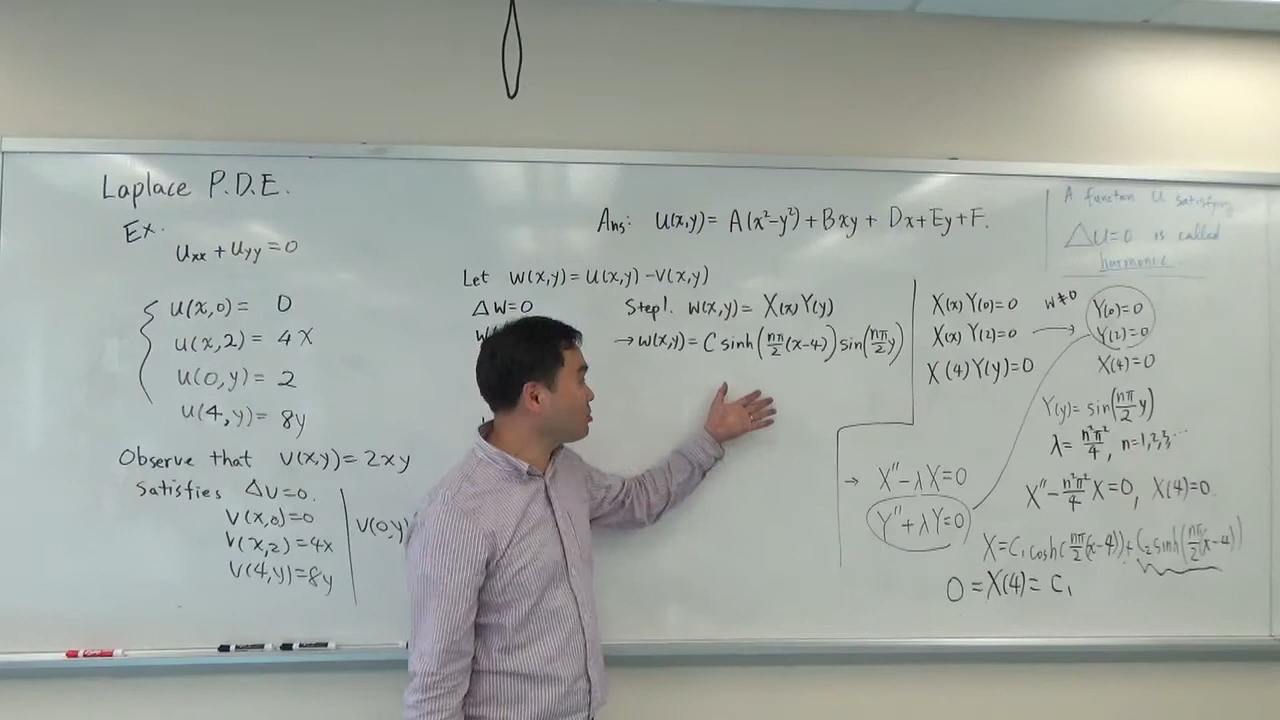 Laplace P.D.E.
Ex.
Uxx + Uyy = 0
U(x,0) = 0
U(x,2) = 4x
U(0,y) = 2
U(4,y) = 8y
Observe that V(x,y) = 2xy
satisfies ΔV=0.
V(x,0)=0
V(x,2)=4x
V(4,y)=8y
V(0,y)
Ans: U(x,y) = A(x²-y²) + Bxy + Dx + Ey + F.
Let W(x,y) = U(x,y) - V(x,y)
ΔW=0
Step1. W(x,y) = X(x)Y(y)
→ W(x,y) = C sinh(nπ/2 (x-4)) sin(nπ/2 y)
X(x)Y(0)=0
X(x)Y(2)=0
X(4)Y(y)=0
W≠0
Y(0)=0
Y(2)=0
X(4)=0
Y(y) = sin(nπ/2 y)
λ = n²π²/4, n=1,2,3,...
→ X″-λX=0
Y″+λY=0
X″ - n²π²/4 X=0, X(4)=0.
X=C₁cosh(nπ/2 (x-4)) + C₂sinh(nπ/2 (x-4))
0 = X(4) = C₁
A function U satisfying
ΔU=0 is called
harmonic.